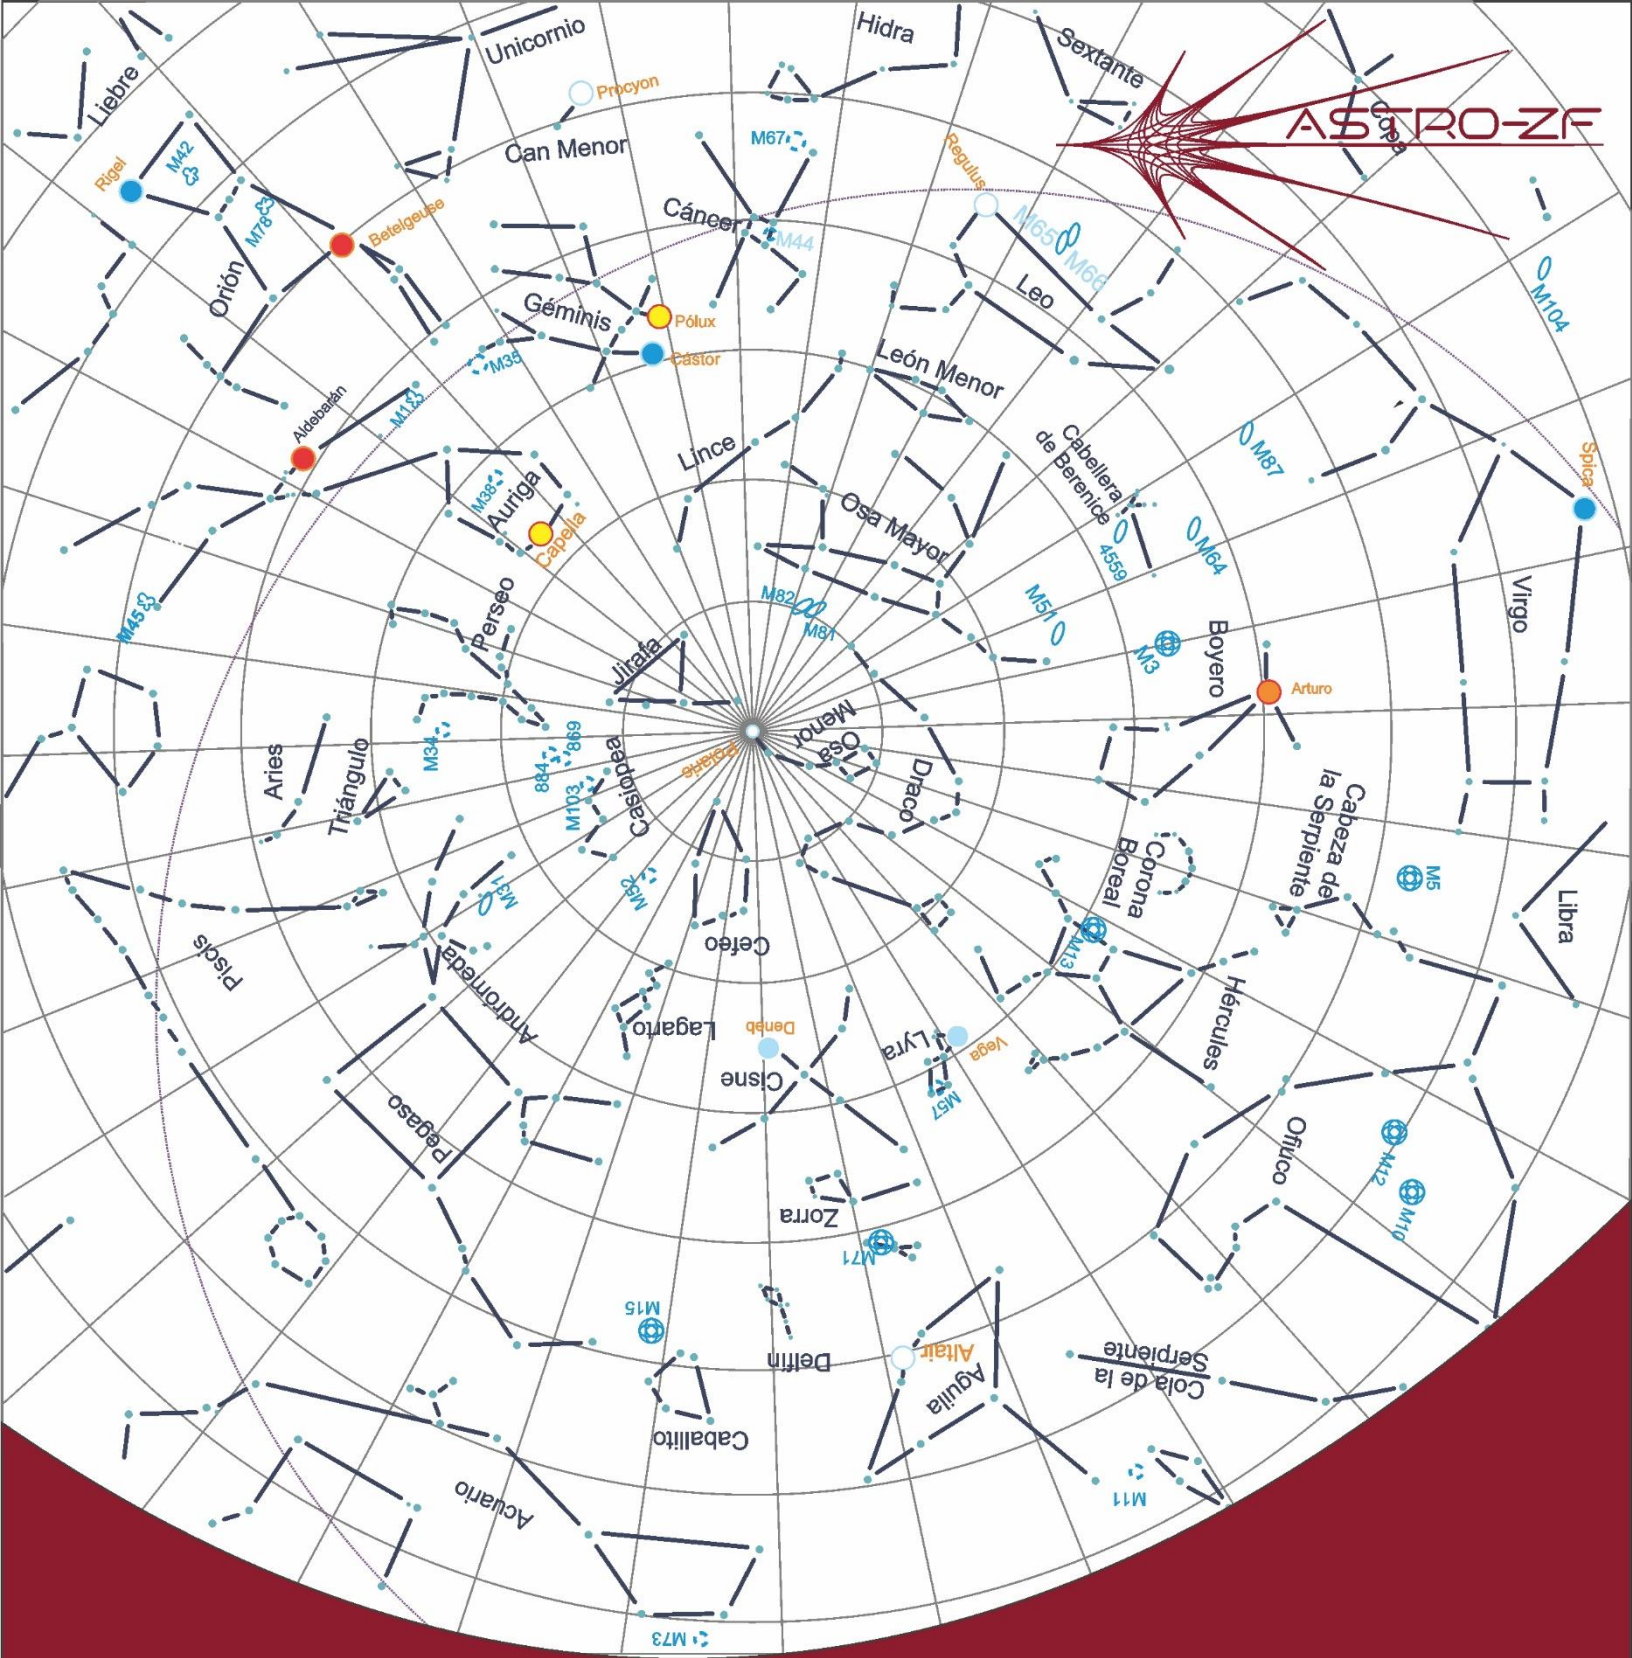 Unicornio
Hidra
Sextante
Liebre
Procyon
ASTRO-ZF
Copa
M67
Can Menor
Regulus
Rigel
M42
M78
Betelgeuse
Cáncer
M44
M65
M66
Leo
M104
Orión
Géminis
Pólux
Cástor
M35
León Menor
Aldebarán
M1
Lince
Cabellera
de Berenice
M87
Spica
M38
Auriga
Capella
Osa Mayor
4559
M64
M45
Perseo
M82
M81
M51
M3
Boyero
Virgo
Jirafa
Arturo
Osa
Menor
Polaris
M34
869
884
M103
Casiopea
Aries
Triángulo
Draco
Cabeza de
la Serpiente
Corona
Boreal
M5
Libra
M31
M52
Cefeo
M13
Piscis
Andrómeda
Lagarto
Deneb
Cisne
Lyra
Vega
M57
Hércules
Pegaso
Ofiuco
M12
M10
Zorra
M71
M15
Delfín
Altair
Aguila
Cola de la
Serpiente
Caballito
Acuario
M11
M73